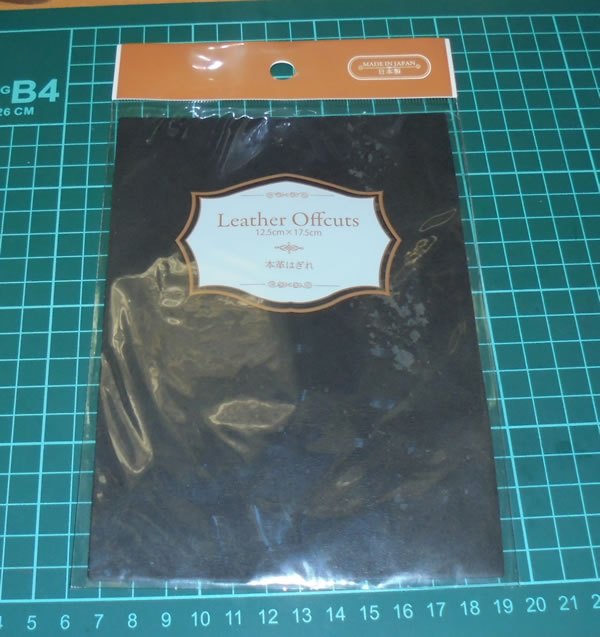 MADE IN JAPAN
日本製
B4
26 CM
Leather Offcuts
12.5cm×17.5cm
本革はぎれ
4 5 6 7 8 9 10 11 12 13 14 15 16 17 18 19 20 21 22